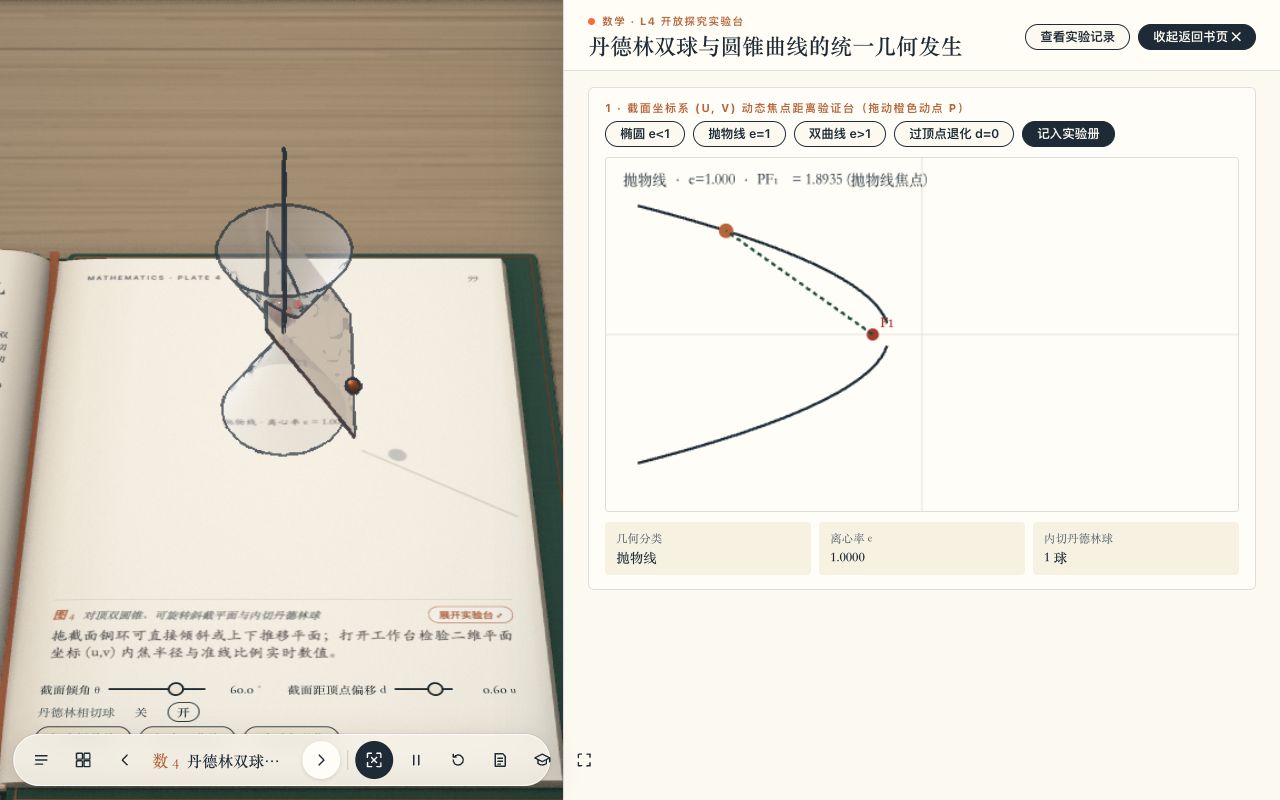 MATHEMATICS · PLATE 4
99
抛物线 · 离心率 e = 1.00
图 4 对顶双圆锥、可旋转斜截平面与内切丹德林球
展开实验台
拖截面铜环可直接倾斜或上下推移平面；打开工作台检验二维平面
坐标 (u,v) 内焦半径与准线比例实时数值。
截面倾角 θ 60.0 ° 截面距顶点偏移 d 0.60 u
丹德林相切球 关 开
数 4 丹德林双球…
数学 · L4 开放探究实验台
丹德林双球与圆锥曲线的统一几何发生
查看实验记录
收起返回书页 ✕
1 · 截面坐标系 (U, V) 动态焦点距离验证台（拖动橙色动点 P）
椭圆 e<1
抛物线 e=1
双曲线 e>1
过顶点退化 d=0
记入实验册
抛物线 · e=1.000 · PF₁ = 1.8935 (抛物线焦点)
F1
几何分类
抛物线
离心率 e
1.0000
内切丹德林球
1 球